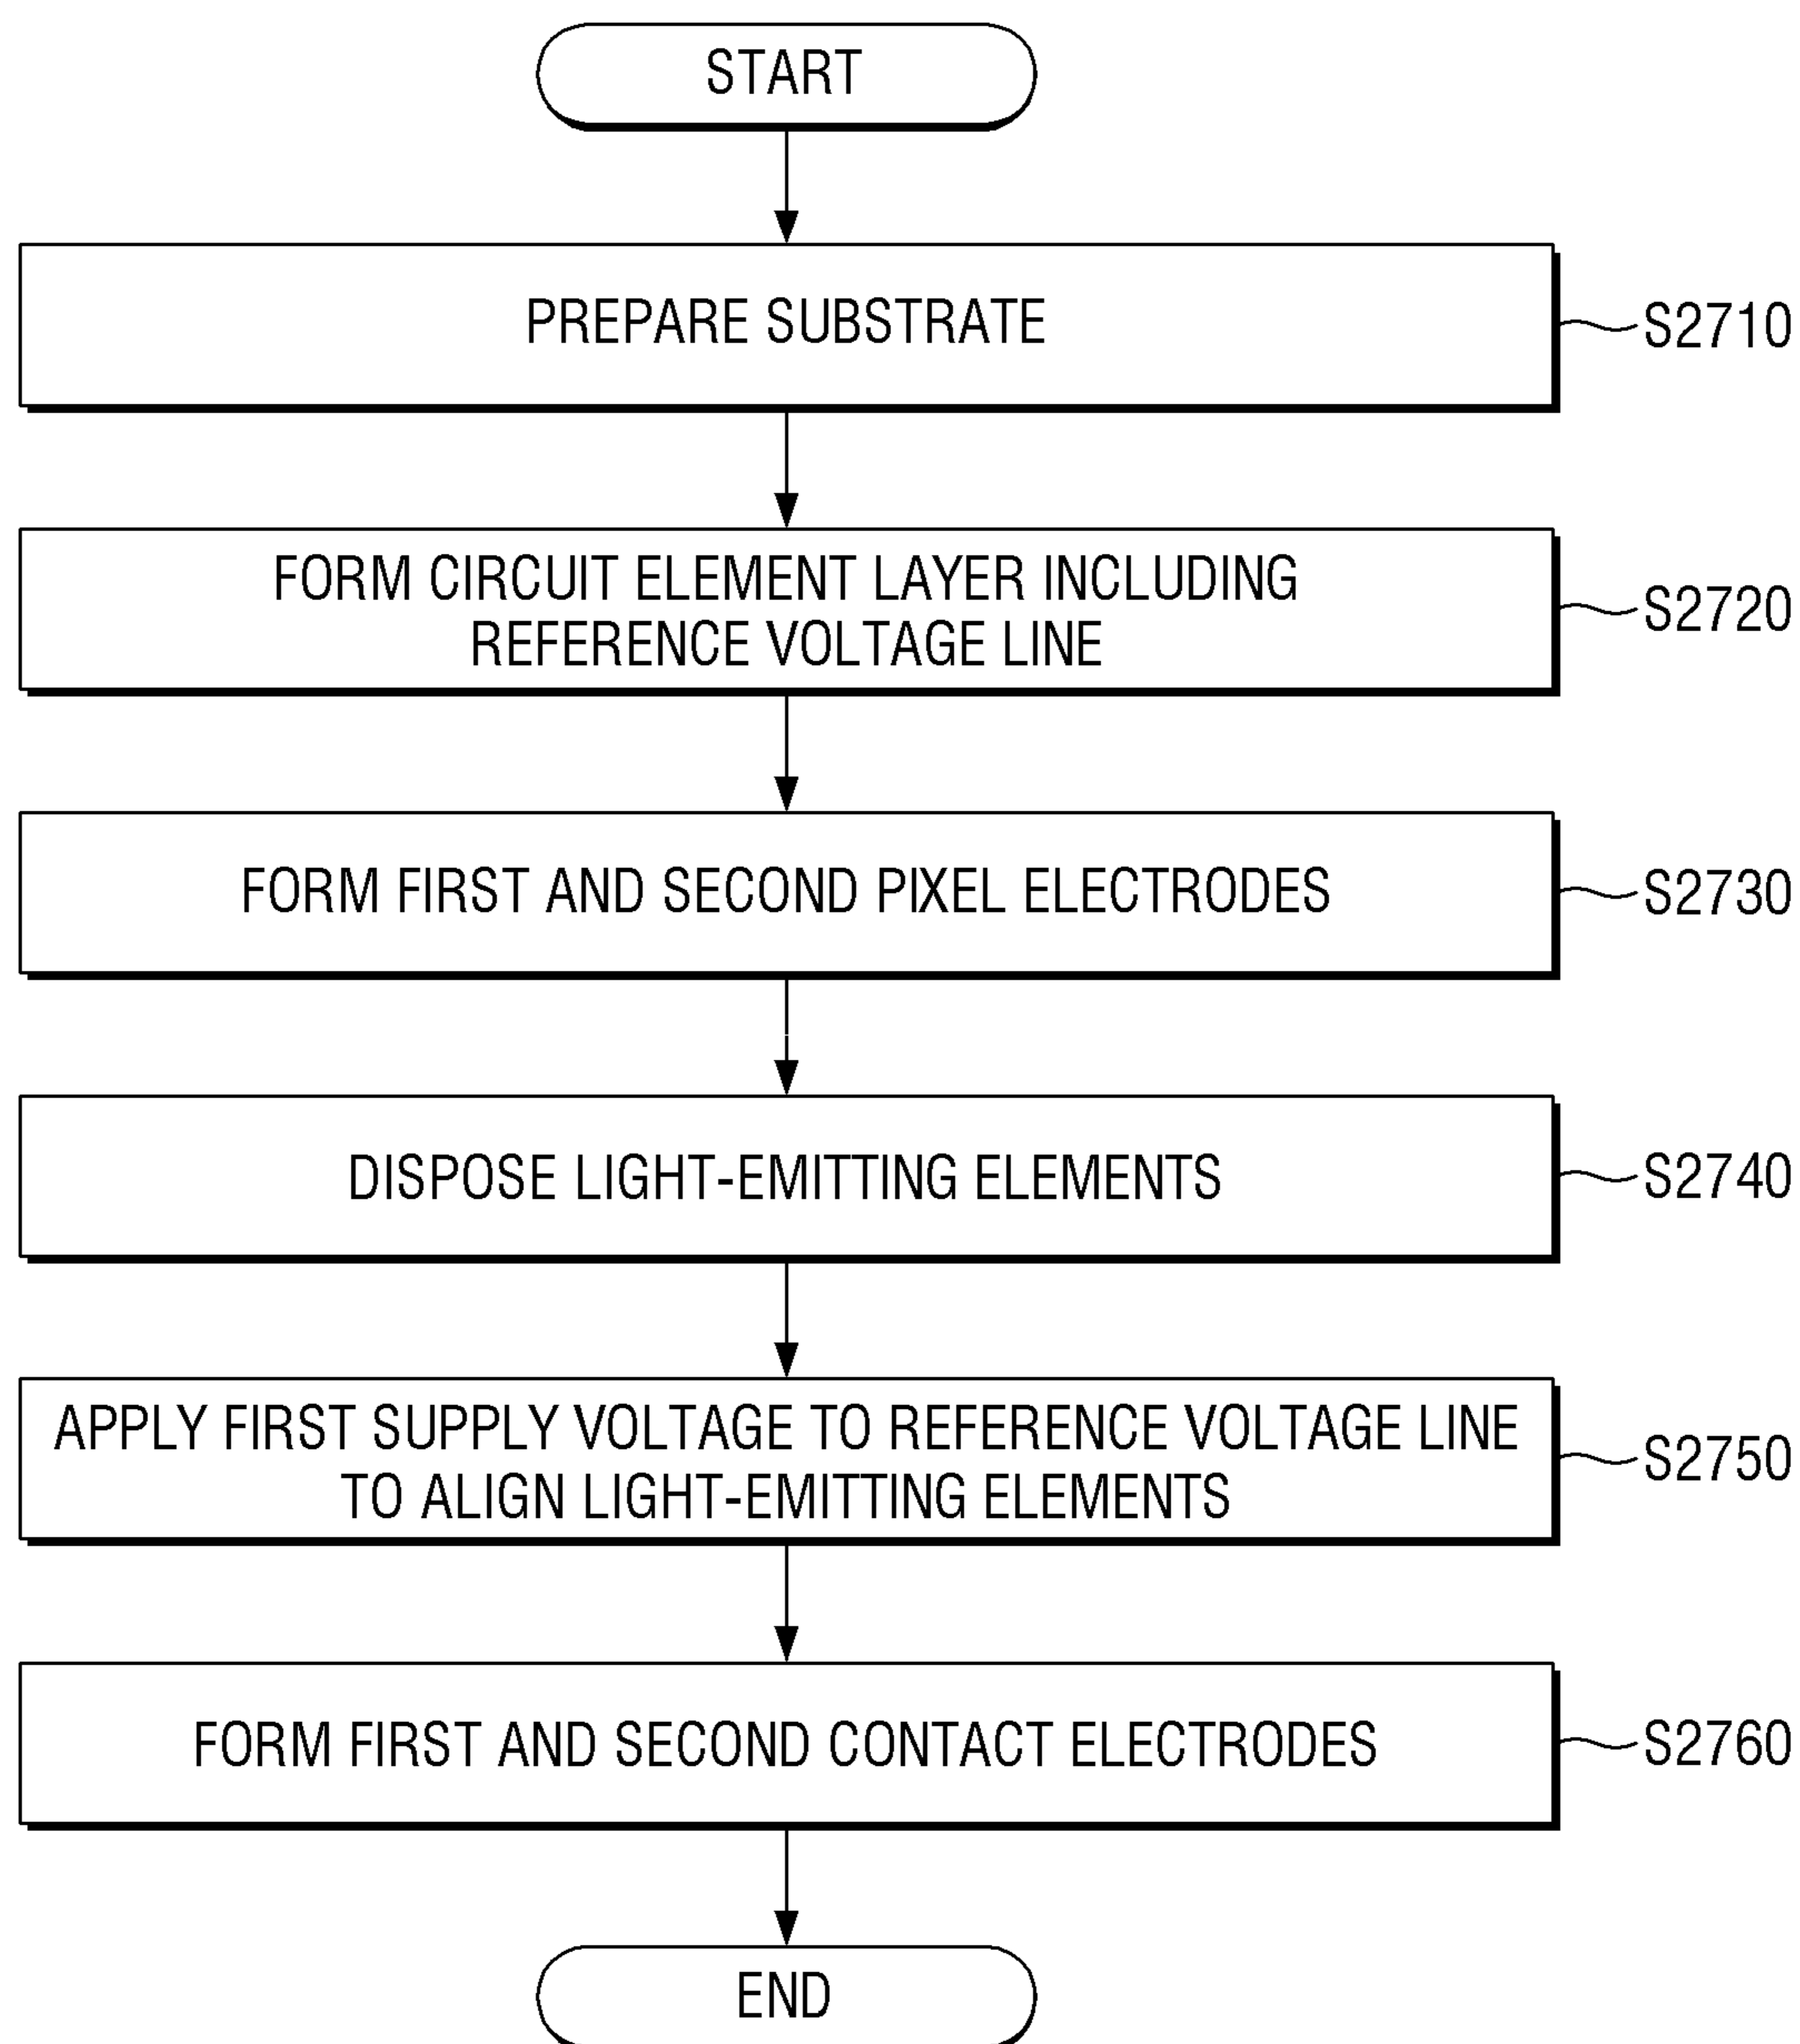 START
PREPARE SUBSTRATE
S2710
FORM CIRCUIT ELEMENT LAYER INCLUDING
REFERENCE VOLTAGE LINE
S2720
FORM FIRST AND SECOND PIXEL ELECTRODES
S2730
DISPOSE LIGHT-EMITTING ELEMENTS
S2740
APPLY FIRST SUPPLY VOLTAGE TO REFERENCE VOLTAGE LINE
TO ALIGN LIGHT-EMITTING ELEMENTS
S2750
FORM FIRST AND SECOND CONTACT ELECTRODES
S2760
END